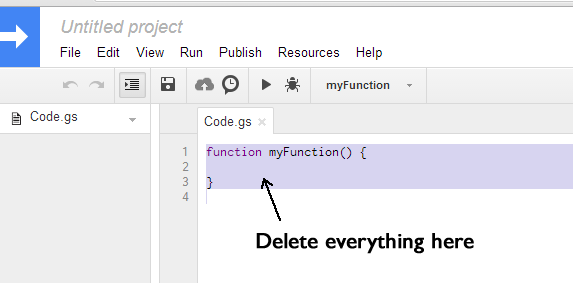 Untitled project
File Edit View Run Publish Resources Help
myFunction
Code.gs
Code.gs ×
1 function myFunction() {
2
3 }
4
Delete everything here